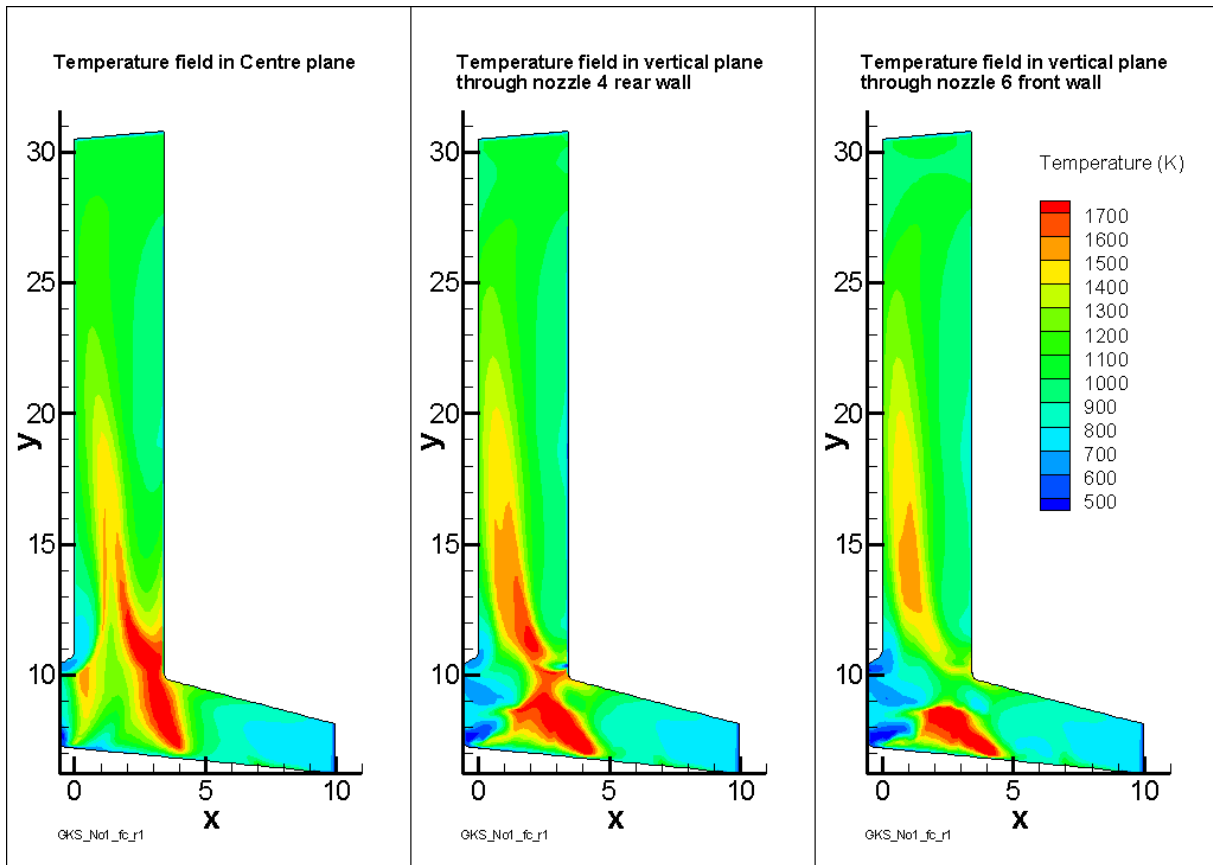 Temperature field in Centre plane
30
25
20
15
10
y
0
5
10
x
GKS_No1_fc_r1
Temperature field in vertical plane
through nozzle 4 rear wall
30
25
20
15
10
y
0
5
10
x
GKS_No1_fc_r1
Temperature field in vertical plane
through nozzle 6 front wall
30
25
20
15
10
y
0
5
10
x
GKS_No1_fc_r1
Temperature (K)
1700
1600
1500
1400
1300
1200
1100
1000
900
800
700
600
500